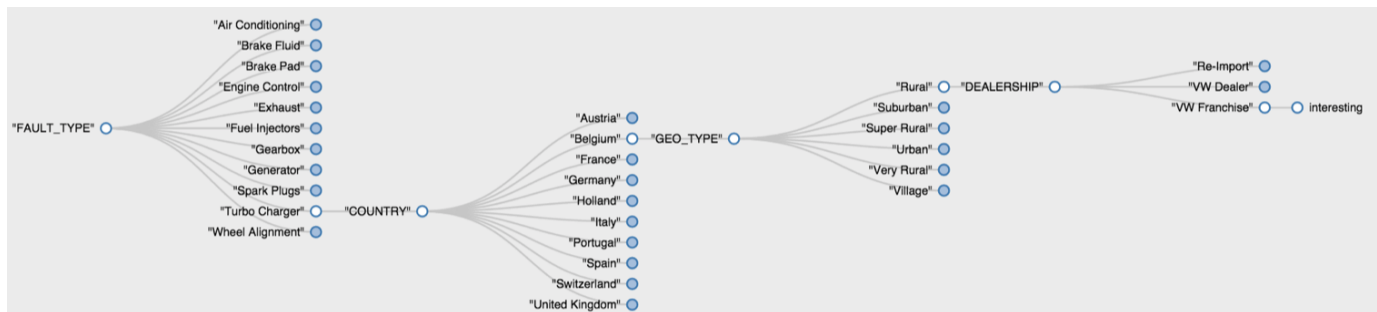 "FAULT_TYPE"
"Air Conditioning"
"Brake Fluid"
"Brake Pad"
"Engine Control"
"Exhaust"
"Fuel Injectors"
"Gearbox"
"Generator"
"Spark Plugs"
"Turbo Charger"
"Wheel Alignment"
"COUNTRY"
"Austria"
"Belgium"
"France"
"Germany"
"Holland"
"Italy"
"Portugal"
"Spain"
"Switzerland"
"United Kingdom"
"GEO_TYPE"
"Rural"
"Suburban"
"Super Rural"
"Urban"
"Very Rural"
"Village"
"DEALERSHIP"
"Re-Import"
"VW Dealer"
"VW Franchise"
interesting